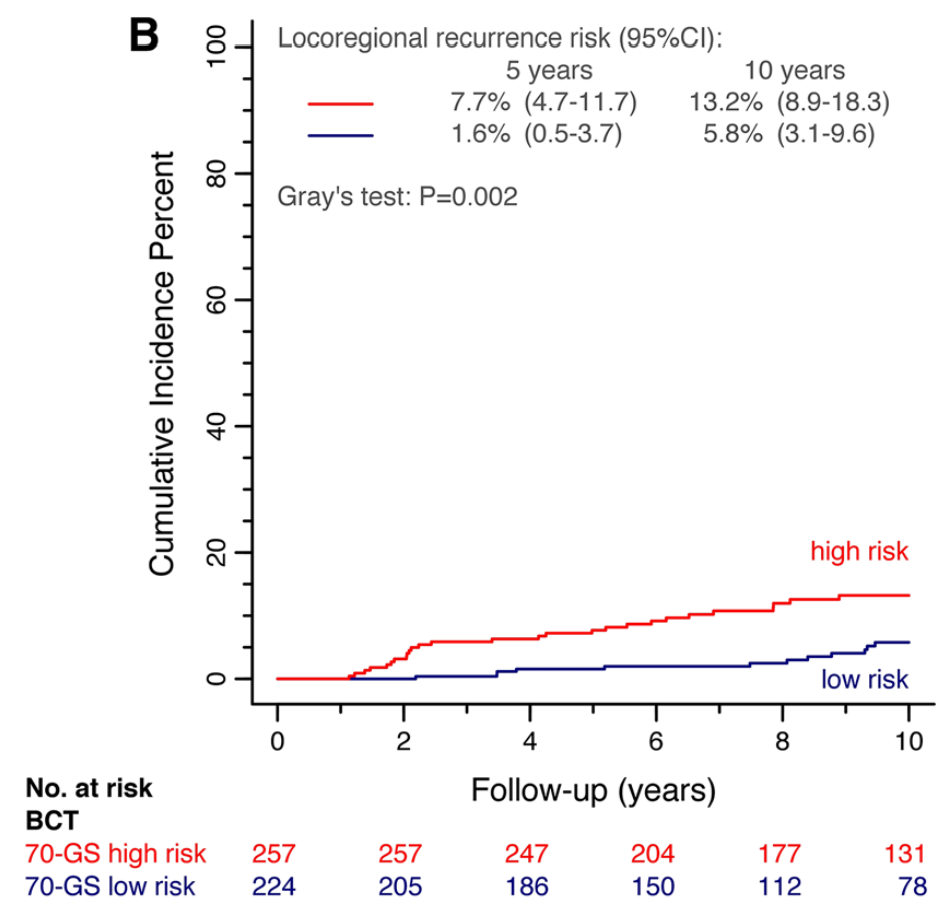 B
Locoregional recurrence risk (95%CI):
5 years 10 years
7.7% (4.7-11.7) 13.2% (8.9-18.3)
1.6% (0.5-3.7) 5.8% (3.1-9.6)
Gray's test: P=0.002
Cumulative Incidence Percent
100
80
60
40
20
0
high risk
low risk
0 2 4 6 8 10
Follow-up (years)
No. at risk
BCT
70-GS high risk 257 257 247 204 177 131
70-GS low risk 224 205 186 150 112 78